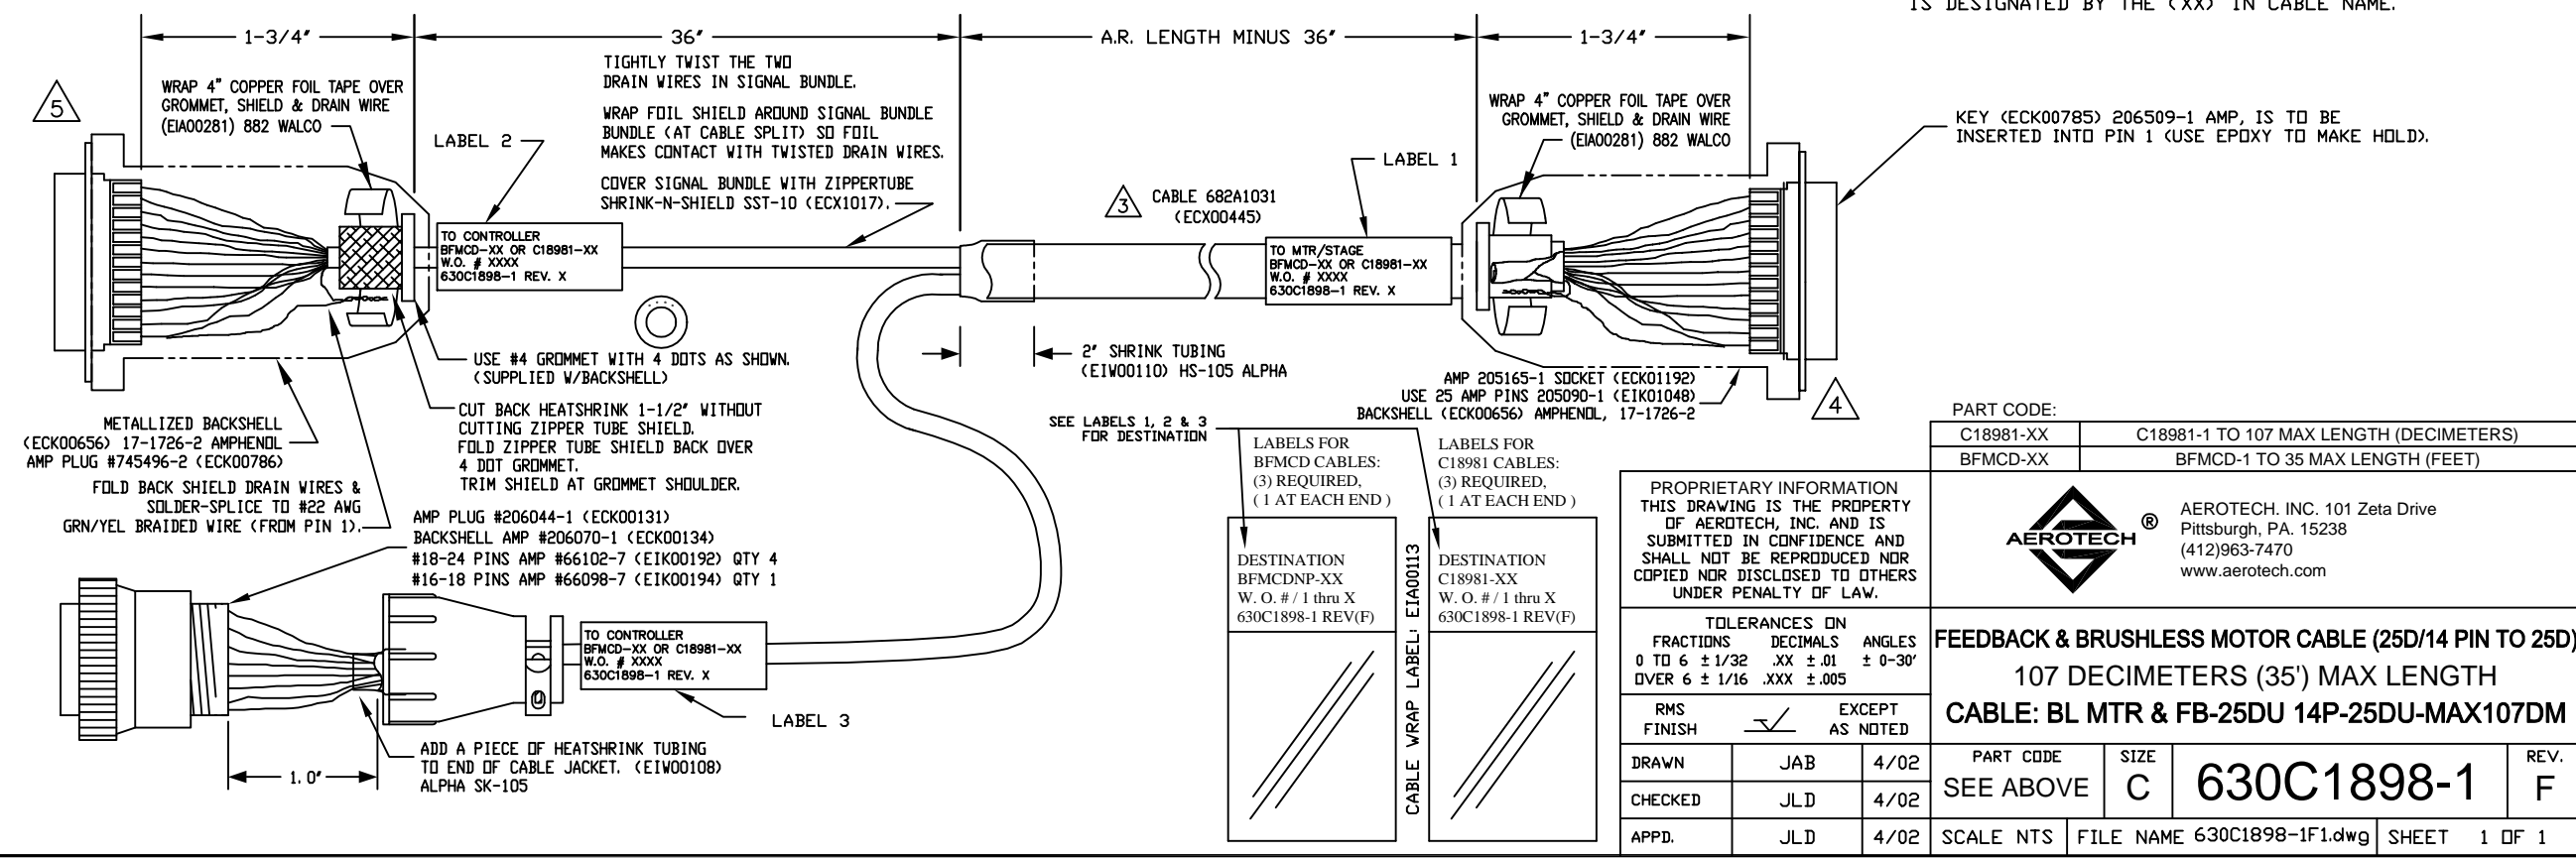 IS DESIGNATED BY THE (XX) IN CABLE NAME.
1-3/4"
36"
A.R. LENGTH MINUS 36"
1-3/4"
5
WRAP 4" COPPER FOIL TAPE OVER
GROMMET, SHIELD & DRAIN WIRE
(EIA00281) 882 WALCO
LABEL 2
TIGHTLY TWIST THE TWO
DRAIN WIRES IN SIGNAL BUNDLE.
WRAP FOIL SHIELD AROUND SIGNAL BUNDLE
BUNDLE (AT CABLE SPLIT) SO FOIL
MAKES CONTACT WITH TWISTED DRAIN WIRES.
COVER SIGNAL BUNDLE WITH ZIPPERTUBE
SHRINK-N-SHIELD SST-10 (ECX1017).
3
CABLE 682A1031
(ECX00445)
LABEL 1
WRAP 4" COPPER FOIL TAPE OVER
GROMMET, SHIELD & DRAIN WIRE
(EIA00281) 882 WALCO
KEY (ECK00785) 206509-1 AMP, IS TO BE
INSERTED INTO PIN 1 (USE EPOXY TO MAKE HOLD).
TO CONTROLLER
BFMCD-XX OR C18981-XX
W.O. # XXXX
630C1898-1 REV. X
TO MTR/STAGE
BFMCD-XX OR C18981-XX
W.O. # XXXX
630C1898-1 REV. X
USE #4 GROMMET WITH 4 DOTS AS SHOWN.
(SUPPLIED W/BACKSHELL)
CUT BACK HEATSHRINK 1-1/2" WITHOUT
CUTTING ZIPPER TUBE SHIELD.
FOLD ZIPPER TUBE SHIELD BACK OVER
4 DOT GROMMET.
TRIM SHIELD AT GROMMET SHOULDER.
METALLIZED BACKSHELL
(ECK00656) 17-1726-2 AMPHENOL
AMP PLUG #745496-2 (ECK00786)
FOLD BACK SHIELD DRAIN WIRES &
SOLDER-SPLICE TO #22 AWG
GRN/YEL BRAIDED WIRE (FROM PIN 1).
2" SHRINK TUBING
(EIW00110) HS-105 ALPHA
AMP 205165-1 SOCKET (ECK01192)
USE 25 AMP PINS 205090-1 (EIK01048)
BACKSHELL (ECK00656) AMPHENOL, 17-1726-2
4
AMP PLUG #206044-1 (ECK00131)
BACKSHELL AMP #206070-1 (ECK00134)
#18-24 PINS AMP #66102-7 (EIK00192) QTY 4
#16-18 PINS AMP #66098-7 (EIK00194) QTY 1
TO CONTROLLER
BFMCD-XX OR C18981-XX
W.O. # XXXX
630C1898-1 REV. X
LABEL 3
ADD A PIECE OF HEATSHRINK TUBING
TO END OF CABLE JACKET. (EIW00108)
ALPHA SK-105
1.0"
SEE LABELS 1, 2 & 3
FOR DESTINATION
LABELS FOR
BFMCD CABLES:
(3) REQUIRED,
( 1 AT EACH END )
LABELS FOR
C18981 CABLES:
(3) REQUIRED,
( 1 AT EACH END )
DESTINATION
BFMCDNP-XX
W. O. # / 1 thru X
630C1898-1 REV(F)
CABLE WRAP LABEL: EIA00113
DESTINATION
C18981-XX
W. O. # / 1 thru X
630C1898-1 REV(F)
PART CODE:
C18981-XX C18981-1 TO 107 MAX LENGTH (DECIMETERS)
BFMCD-XX BFMCD-1 TO 35 MAX LENGTH (FEET)
PROPRIETARY INFORMATION
THIS DRAWING IS THE PROPERTY
OF AEROTECH, INC. AND IS
SUBMITTED IN CONFIDENCE AND
SHALL NOT BE REPRODUCED NOR
COPIED NOR DISCLOSED TO OTHERS
UNDER PENALTY OF LAW.
AEROTECH ®
AEROTECH. INC. 101 Zeta Drive
Pittsburgh, PA. 15238
(412)963-7470
www.aerotech.com
TOLERANCES ON
FRACTIONS DECIMALS ANGLES
0 TO 6 ± 1/32 .XX ± .01 ± 0-30'
OVER 6 ± 1/16 .XXX ± .005
FEEDBACK & BRUSHLESS MOTOR CABLE (25D/14 PIN TO 25D)
107 DECIMETERS (35') MAX LENGTH
CABLE: BL MTR & FB-25DU 14P-25DU-MAX107DM
RMS EXCEPT
FINISH AS NOTED
DRAWN JAB 4/02
CHECKED JLD 4/02
APPD. JLD 4/02
PART CODE
SEE ABOVE
SIZE
C
630C1898-1
REV.
F
SCALE NTS FILE NAME 630C1898-1F1.dwg SHEET 1 OF 1